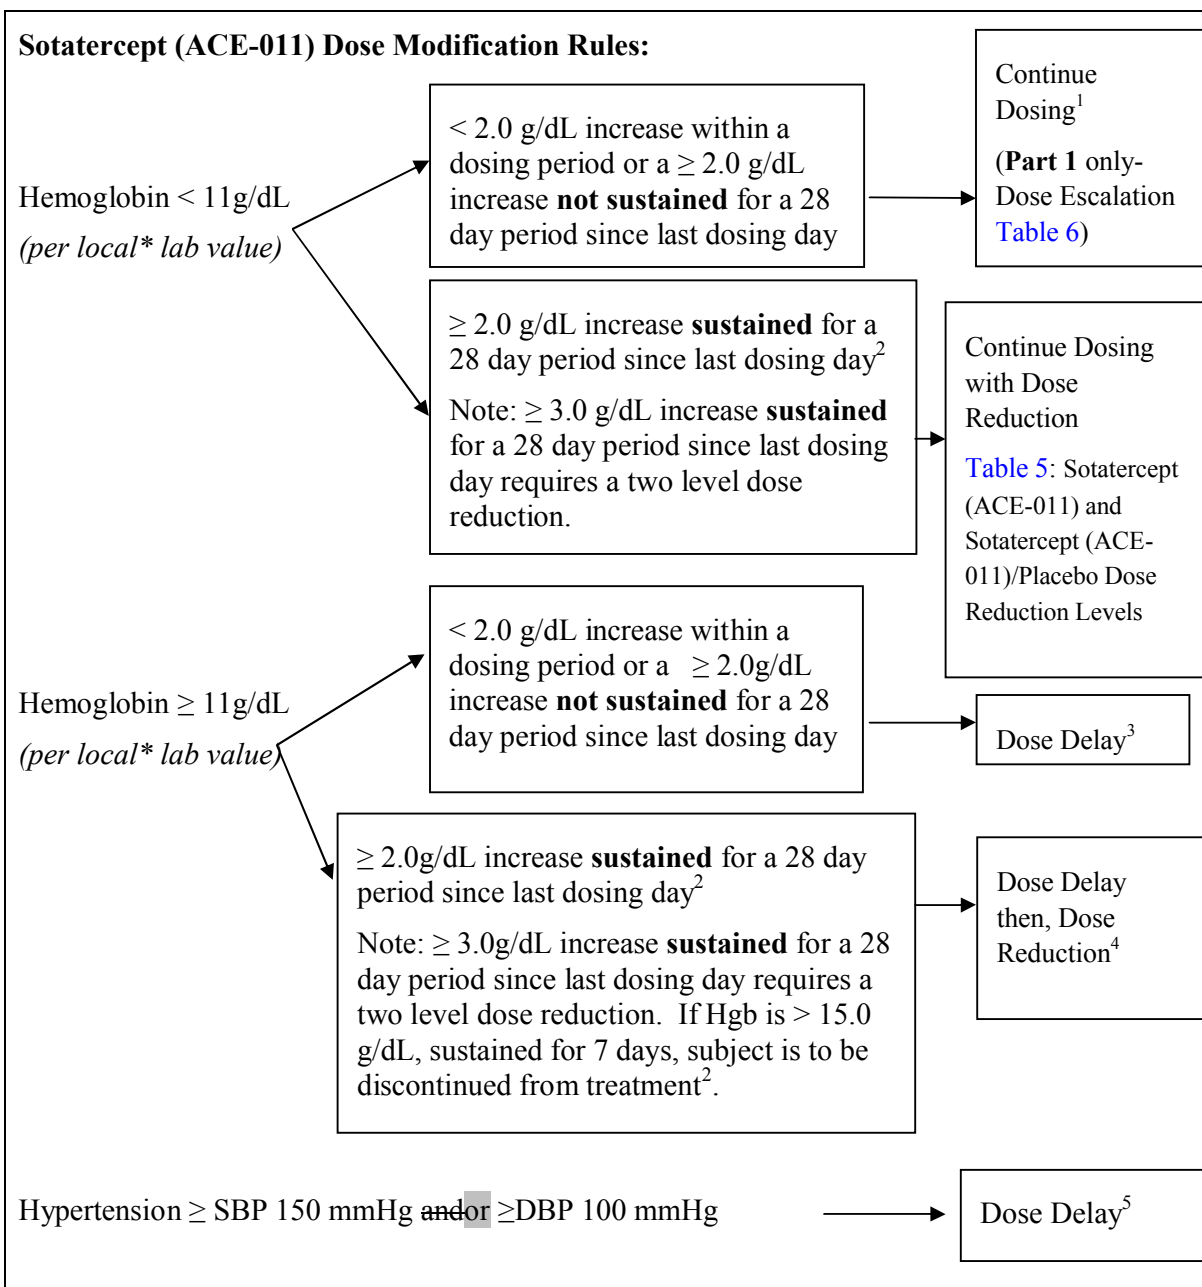 Sotatercept (ACE-011) Dose Modification Rules:
Hemoglobin < 11g/dL
(per local* lab value)
< 2.0 g/dL increase within a
dosing period or a ≥ 2.0 g/dL
increase not sustained for a 28
day period since last dosing day
Continue
Dosing1
(Part 1 only-
Dose Escalation
Table 6)
≥ 2.0 g/dL increase sustained for a
28 day period since last dosing day2
Note: ≥ 3.0 g/dL increase sustained
for a 28 day period since last dosing
day requires a two level dose
reduction.
Continue Dosing
with Dose
Reduction
Table 5: Sotatercept
(ACE-011) and
Sotatercept (ACE-
011)/Placebo Dose
Reduction Levels
Hemoglobin ≥ 11g/dL
(per local* lab value)
< 2.0 g/dL increase within a
dosing period or a ≥ 2.0g/dL
increase not sustained for a 28
day period since last dosing day
Dose Delay3
≥ 2.0g/dL increase sustained for a 28 day
period since last dosing day2
Note: ≥ 3.0g/dL increase sustained for a 28
day period since last dosing day requires a
two level dose reduction. If Hgb is > 15.0
g/dL, sustained for 7 days, subject is to be
discontinued from treatment2.
Dose Delay
then, Dose
Reduction4
Hypertension ≥ SBP 150 mmHg andor ≥DBP 100 mmHg
Dose Delay5